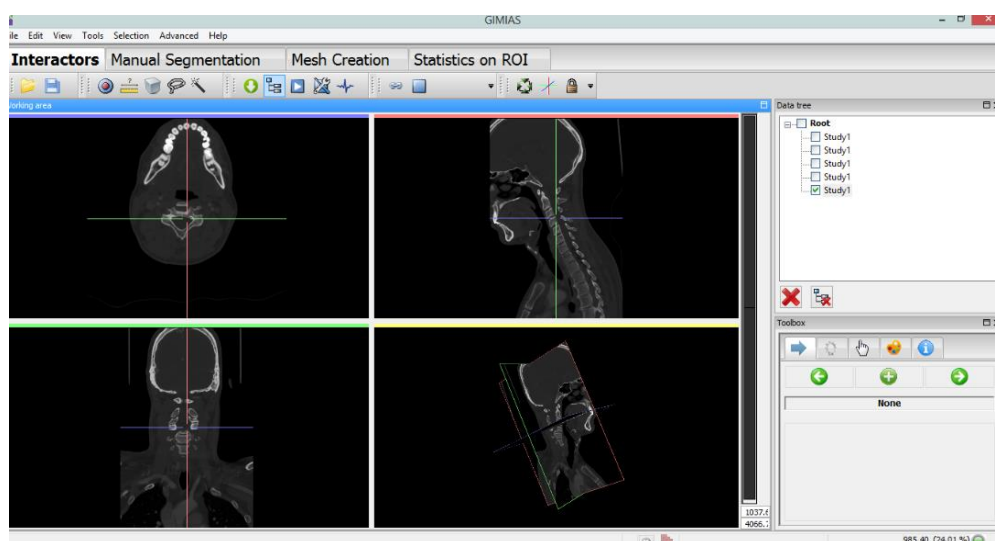 GIMIAS
ile Edit View Tools Selection Advanced Help
Interactors Manual Segmentation Mesh Creation Statistics on ROI
Working area
Data tree
Root
Study1
Study1
Study1
Study1
Study1
Toolbox
None
1037.6
4066.
985.40 (24.01 %)